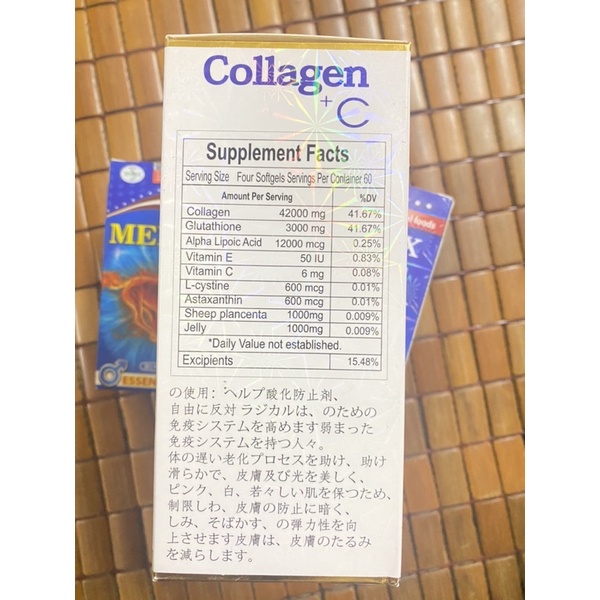 Collagen
+C
Supplement Facts
Serving Size Four Softgels Servings Per Container 60
Amount Per Serving %DV
Collagen 42000 mg 41.67%
Glutathione 3000 mg 41.67%
Alpha Lipoic Acid 12000 mcg 0.25%
Vitamin E 50 IU 0.83%
Vitamin C 6 mg 0.08%
L-cystine 600 mcg 0.01%
Astaxanthin 600 mcg 0.01%
Sheep plancenta 1000mg 0.009%
Jelly 1000mg 0.009%
*Daily Value not established.
Excipients 15.48%
の使用: ヘルプ酸化防止剤、
自由に反対 ラジカルは、のための
免疫システムを高めます弱まった
免疫システムを持つ人々。
体の遅い老化プロセスを助け、助け
滑らかで、皮膚及び光を美しく、
ピンク、白、若々しい肌を保つため、
制限しわ、皮膚の防止に暗く、
しみ、そばかす、の弾力性を向
上させます皮膚は、皮膚のたるみ
を減らします。
ME
X
foods
ESSEN